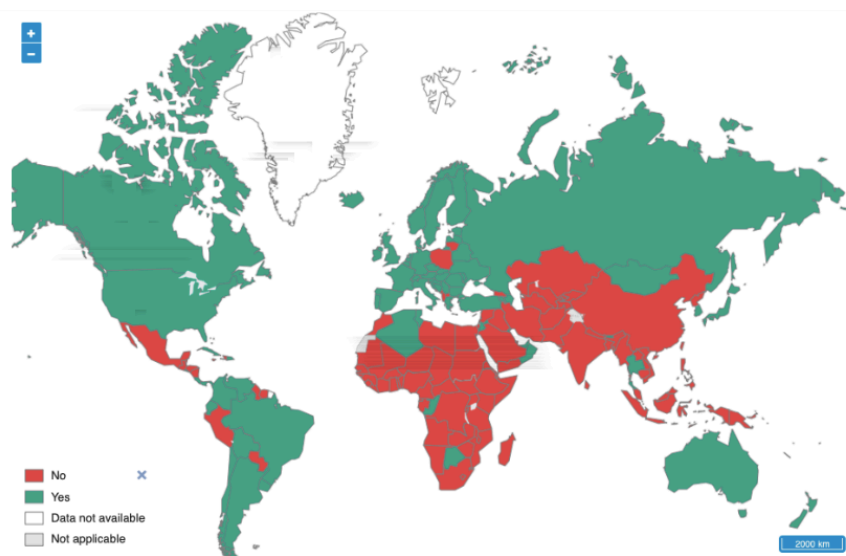 +
−
No
Yes
Data not available
Not applicable
2000 km